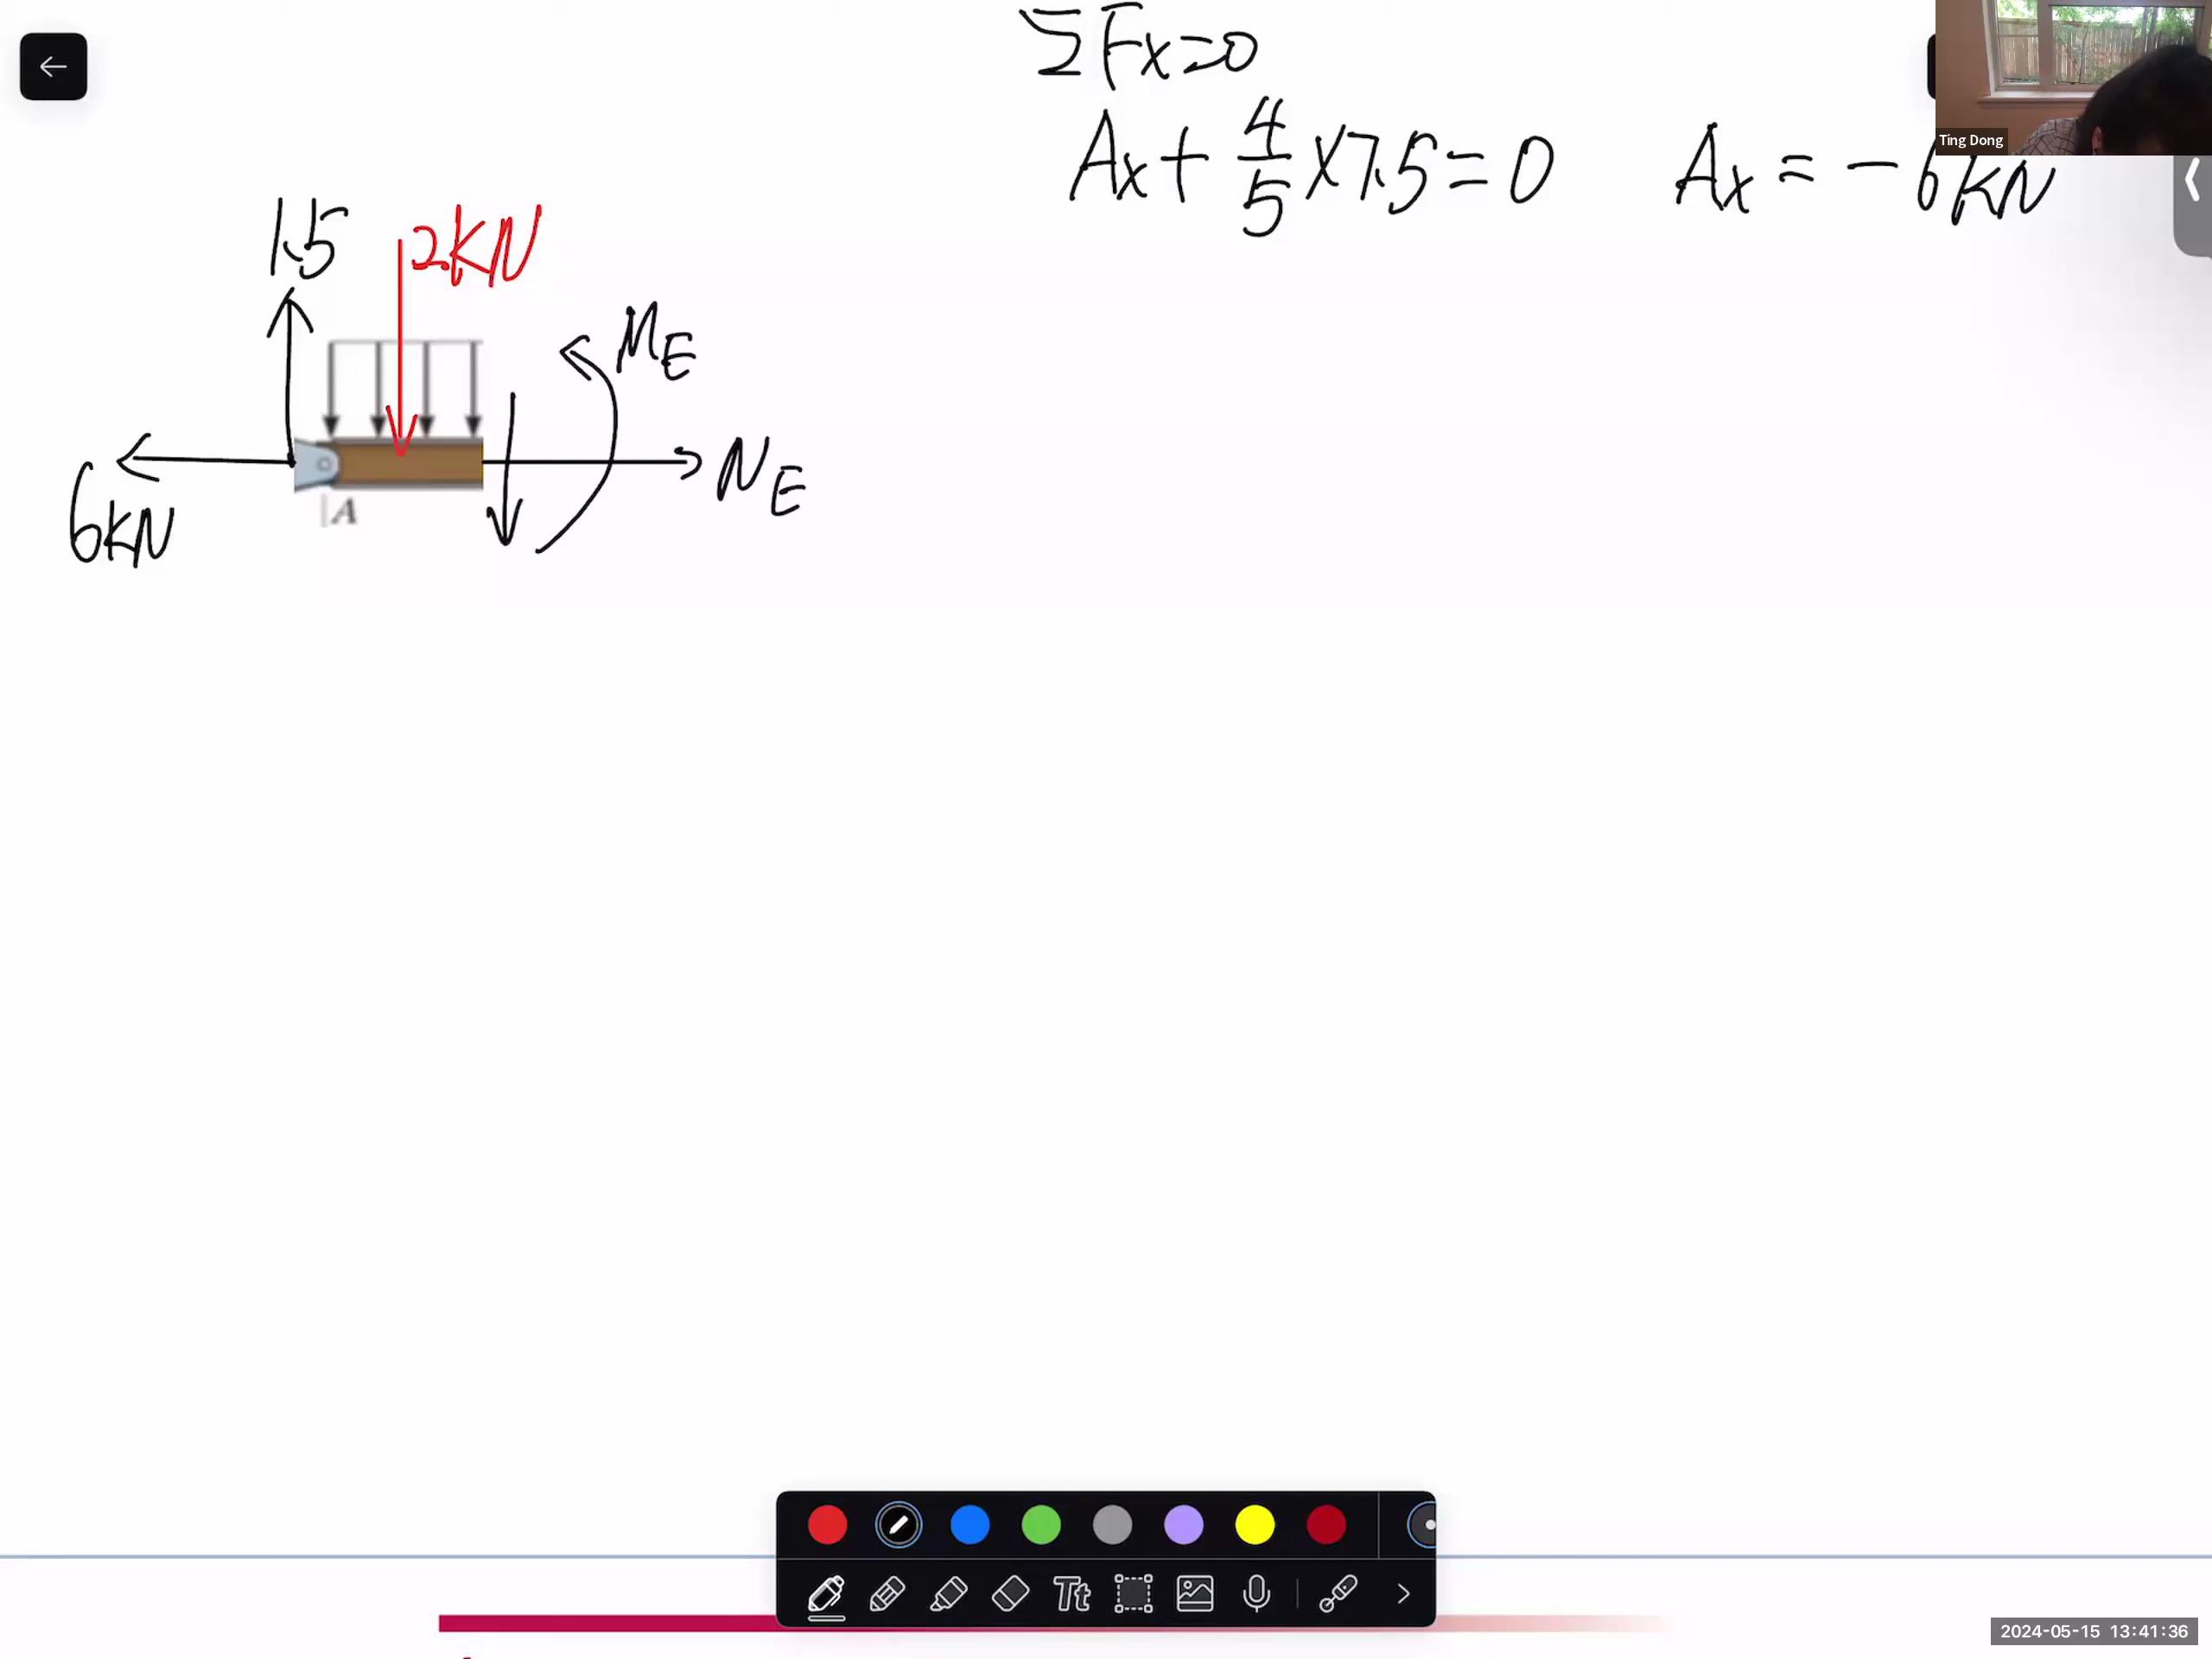 ΣFx=0
Ax + 4/5 × 7.5 = 0 Ax = - 6KN
Ting Dong
1.5
2KN
ME
NE
6KN
A
Tt
2024-05-15 13:41:36